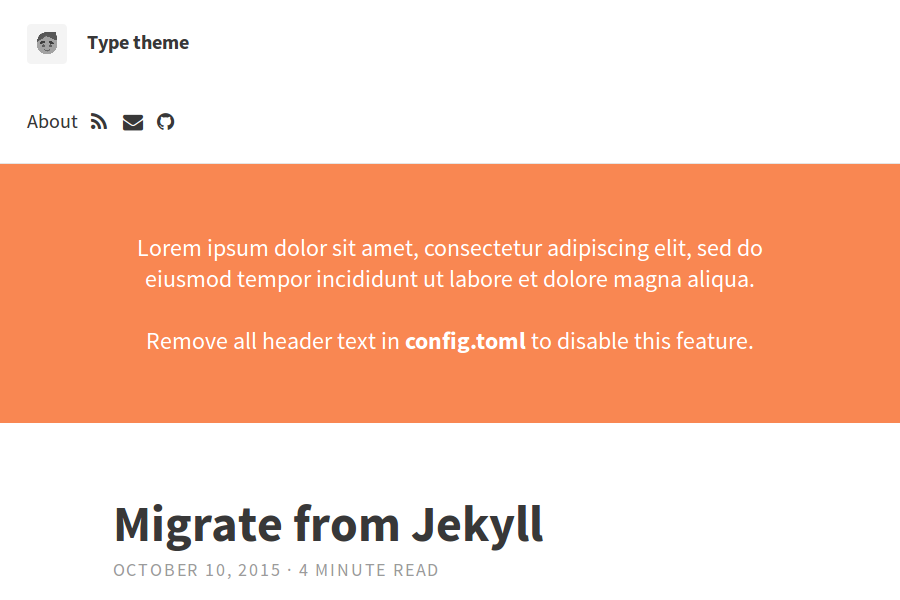 Type theme
About
Lorem ipsum dolor sit amet, consectetur adipiscing elit, sed do
eiusmod tempor incididunt ut labore et dolore magna aliqua.
Remove all header text in config.toml to disable this feature.
Migrate from Jekyll
OCTOBER 10, 2015 · 4 MINUTE READ